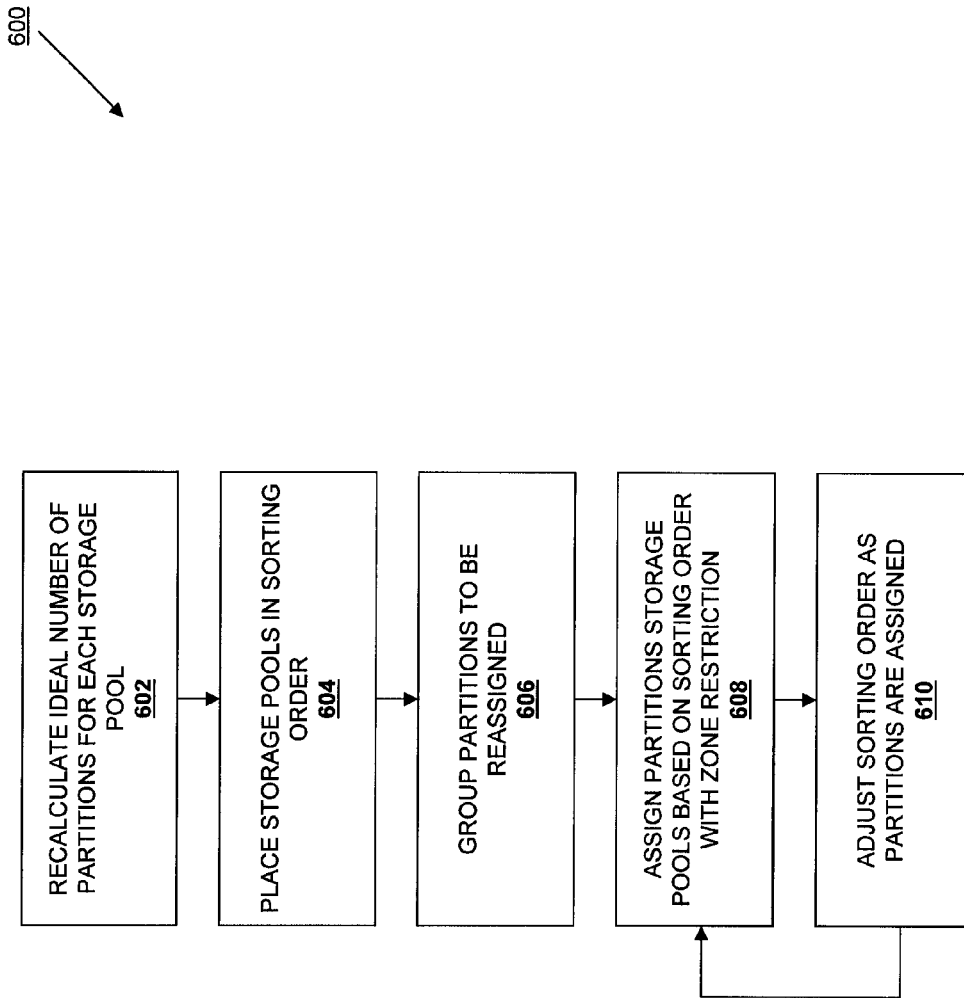 600
RECALCULATE IDEAL NUMBER OF
PARTITIONS FOR EACH STORAGE
POOL
602
PLACE STORAGE POOLS IN SORTING
ORDER
604
GROUP PARTITIONS TO BE
REASSIGNED
606
ASSIGN PARTITIONS STORAGE
POOLS BASED ON SORTING ORDER
WITH ZONE RESTRICTION
608
ADJUST SORTING ORDER AS
PARTITIONS ARE ASSIGNED
610